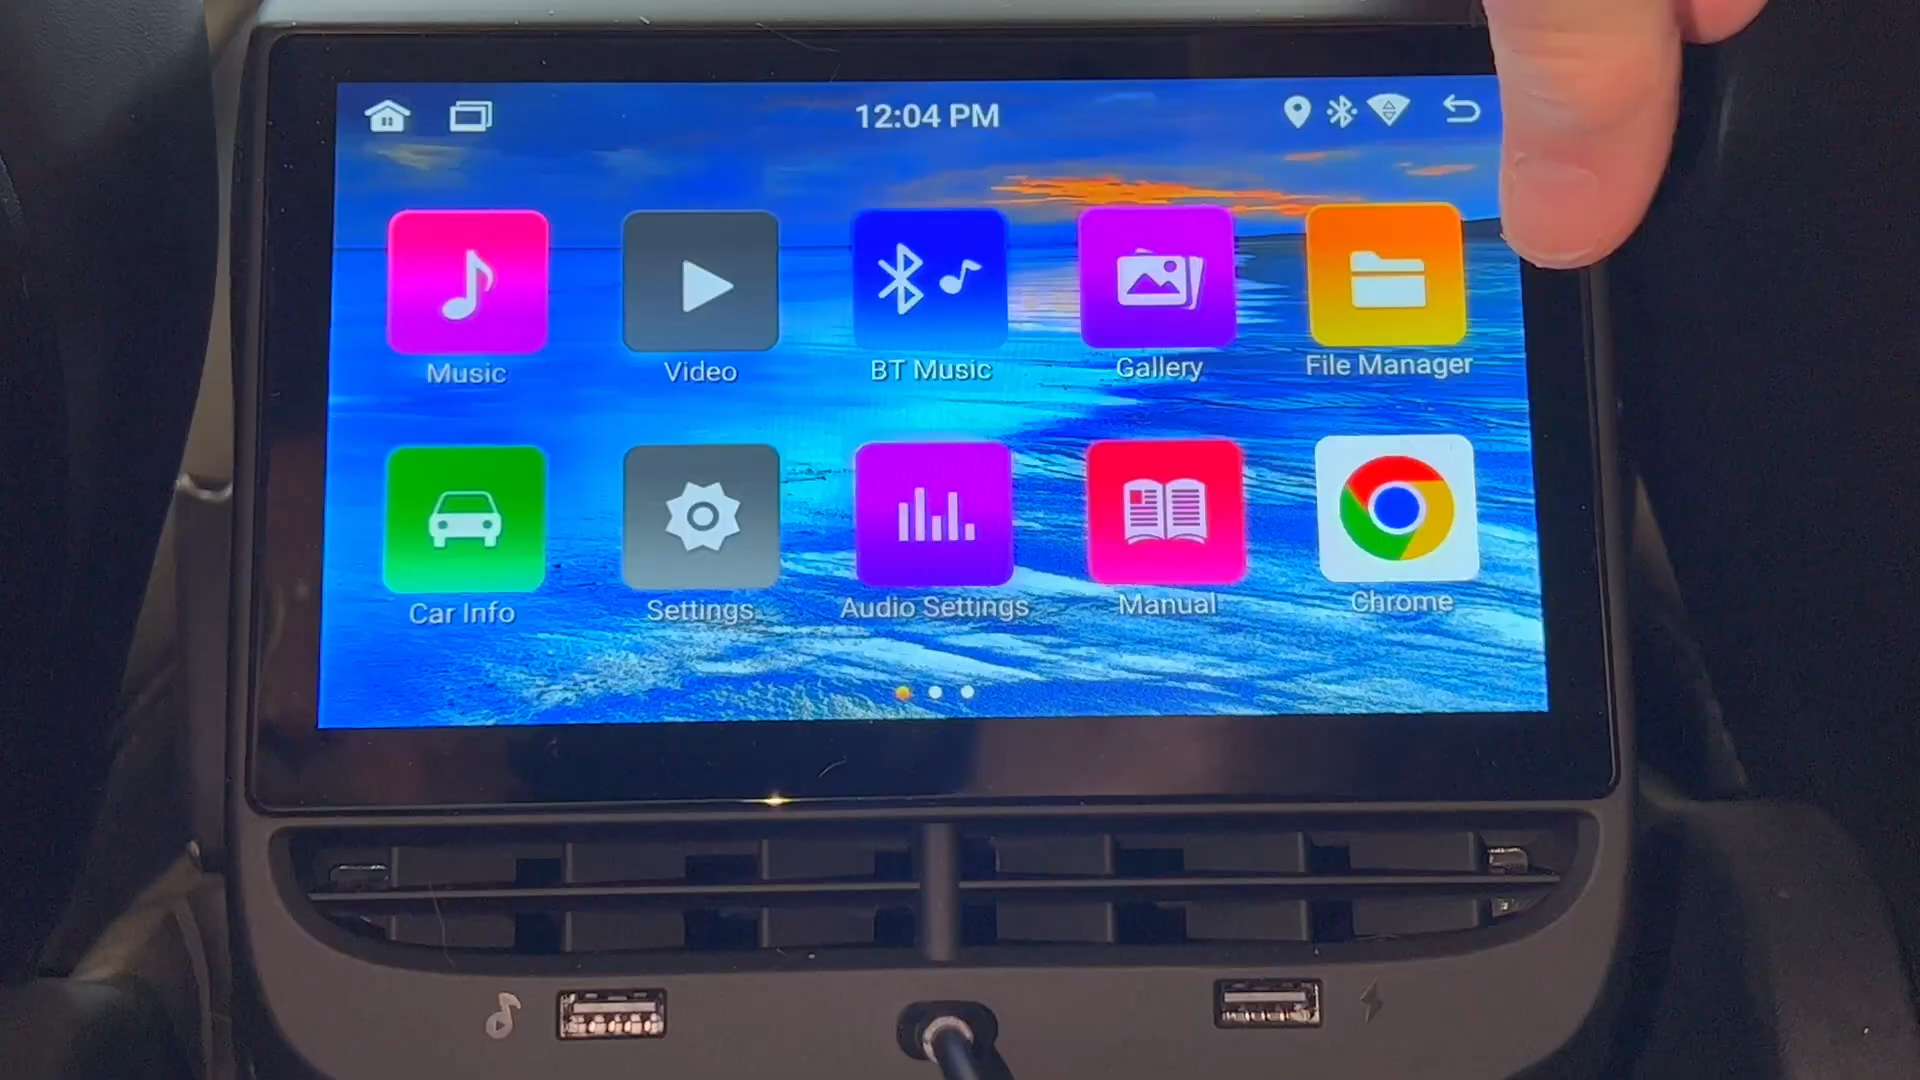 12:04 PM
Music
Video
BT Music
Gallery
File Manager
Car Info
Settings
Audio Settings
Manual
Chrome